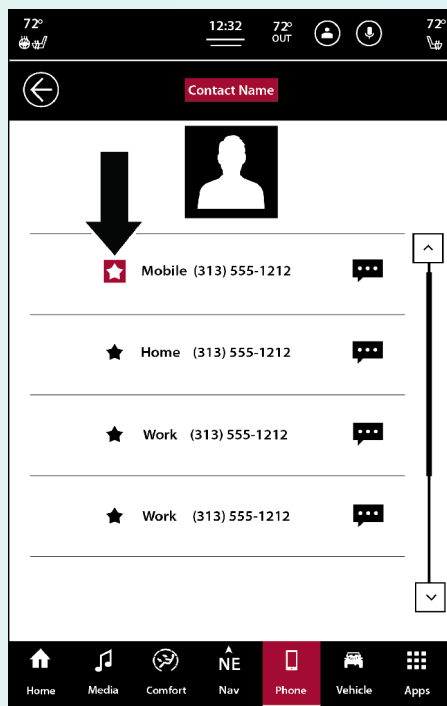 72° 12:32 72° 72°
OUT
Contact Name
Mobile (313) 555-1212
Home (313) 555-1212
Work (313) 555-1212
Work (313) 555-1212
NE
Home Media Comfort Nav Phone Vehicle Apps